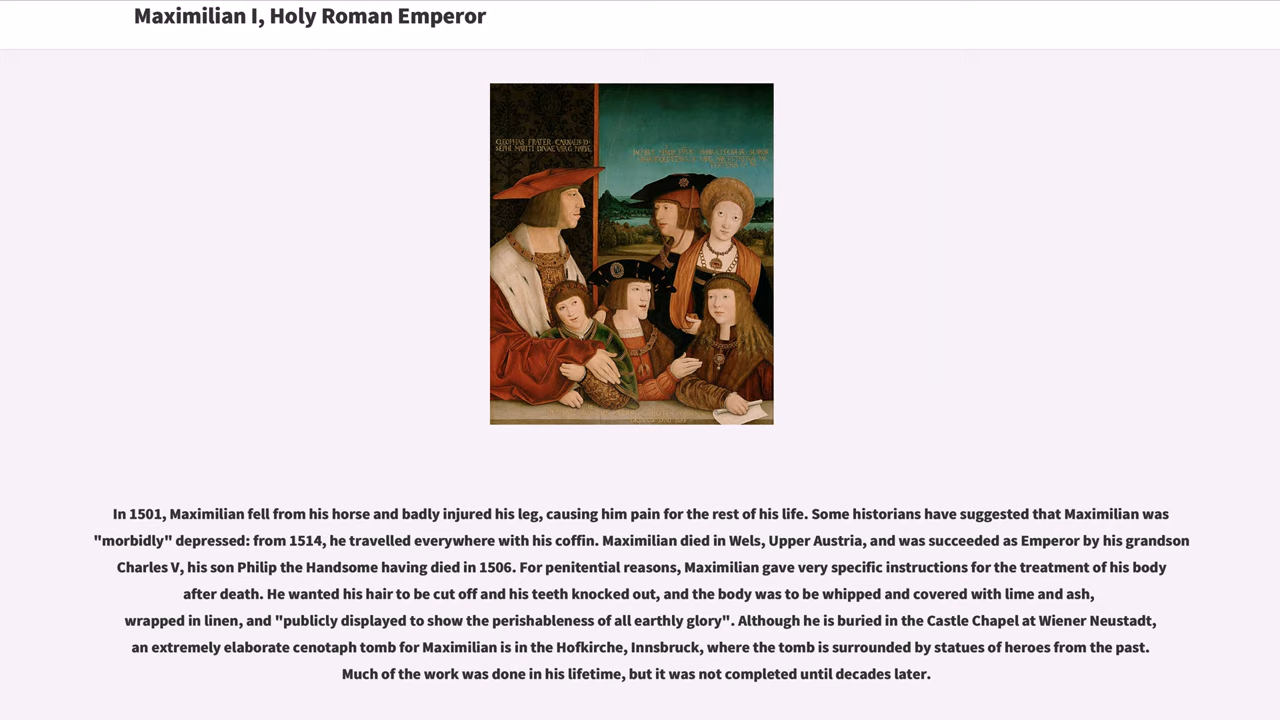 Maximilian I, Holy Roman Emperor
CLEOPHAS FRATER CARNALIS IO-
SEPHI MARITI DIVAE VIRG MARIE
In 1501, Maximilian fell from his horse and badly injured his leg, causing him pain for the rest of his life. Some historians have suggested that Maximilian was
"morbidly" depressed: from 1514, he travelled everywhere with his coffin. Maximilian died in Wels, Upper Austria, and was succeeded as Emperor by his grandson
Charles V, his son Philip the Handsome having died in 1506. For penitential reasons, Maximilian gave very specific instructions for the treatment of his body
after death. He wanted his hair to be cut off and his teeth knocked out, and the body was to be whipped and covered with lime and ash,
wrapped in linen, and "publicly displayed to show the perishableness of all earthly glory". Although he is buried in the Castle Chapel at Wiener Neustadt,
an extremely elaborate cenotaph tomb for Maximilian is in the Hofkirche, Innsbruck, where the tomb is surrounded by statues of heroes from the past.
Much of the work was done in his lifetime, but it was not completed until decades later.